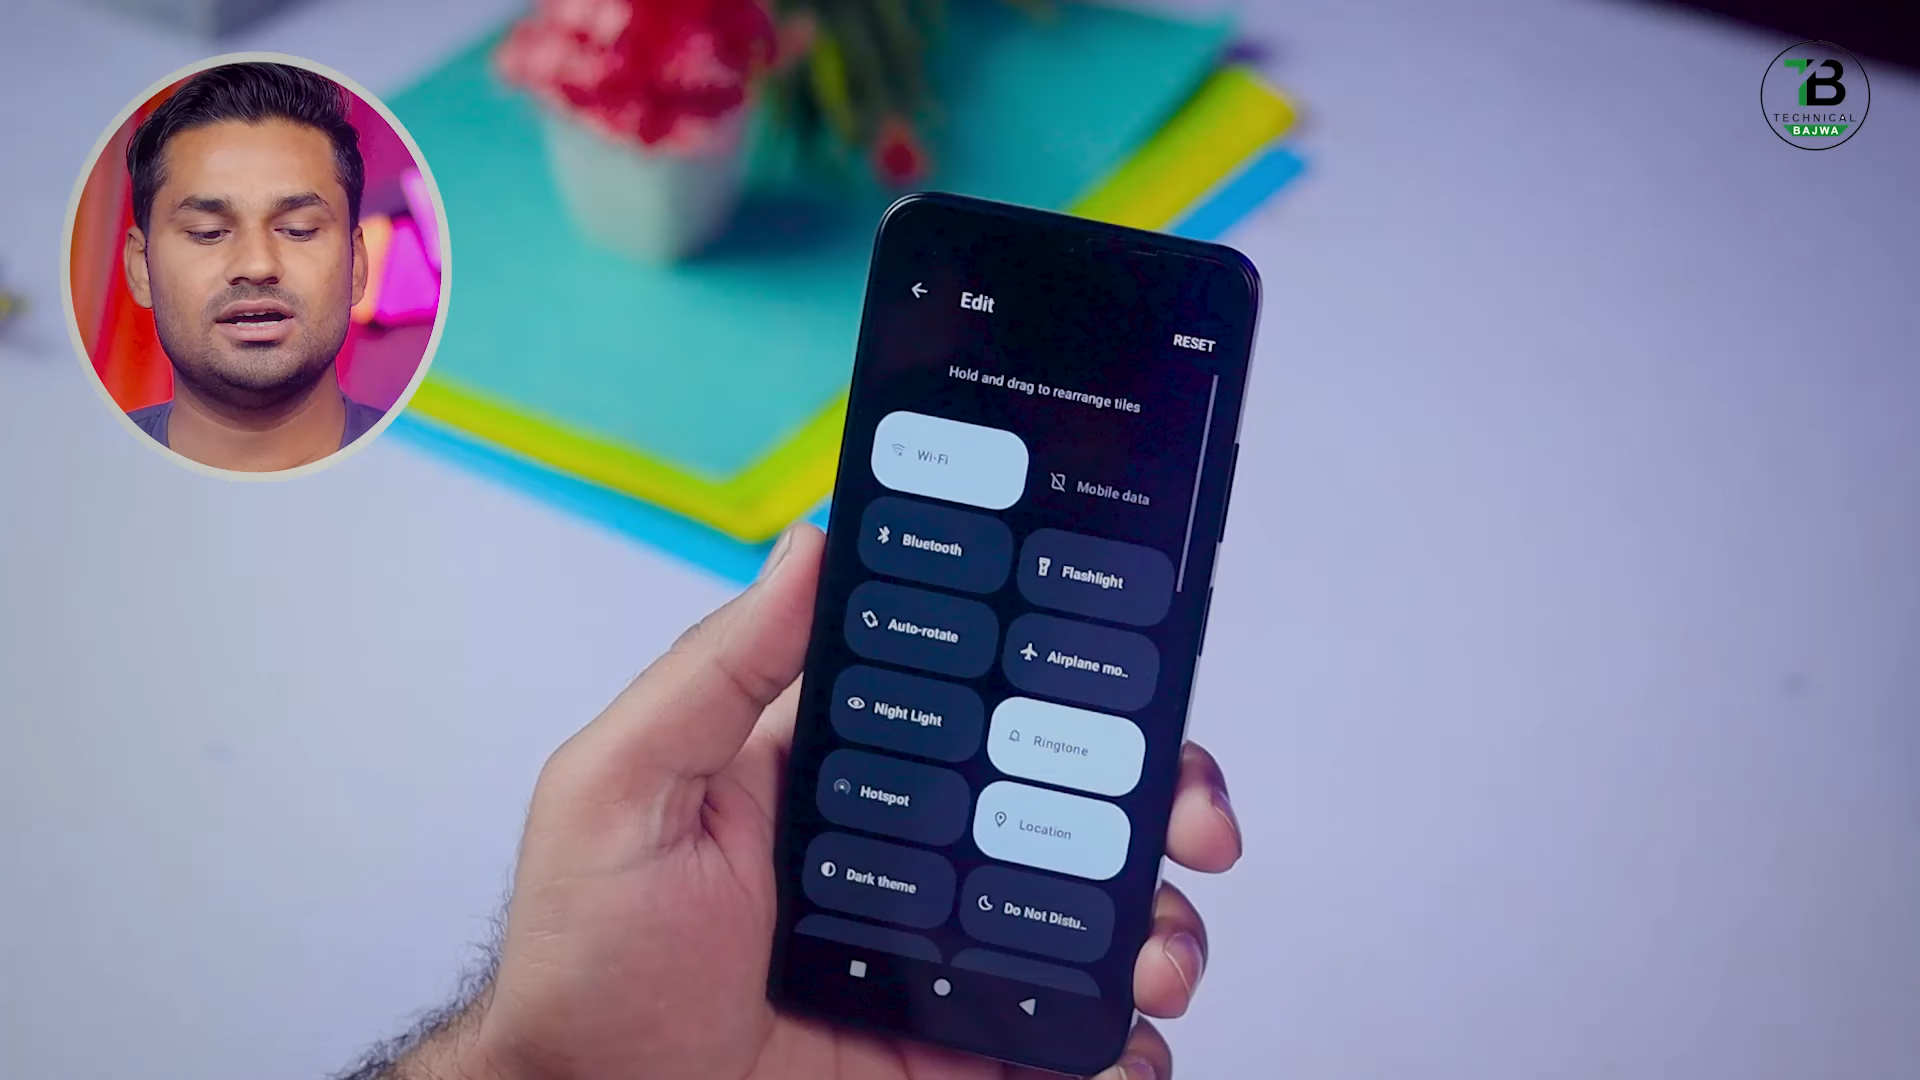 TECHNICAL
BAJWA
Edit
RESET
Hold and drag to rearrange tiles
Wi-Fi
Mobile data
Bluetooth
Flashlight
Auto-rotate
Airplane mo..
Night Light
Ringtone
Hotspot
Location
Dark theme
Do Not Distu..